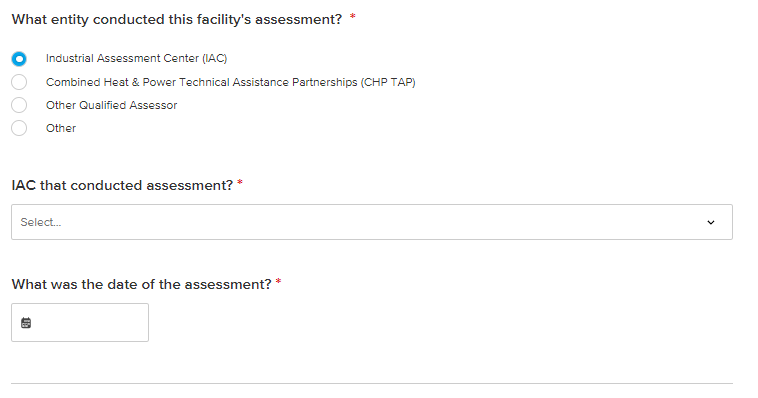 What entity conducted this facility's assessment? *
Industrial Assessment Center (IAC)
Combined Heat & Power Technical Assistance Partnerships (CHP TAP)
Other Qualified Assessor
Other
IAC that conducted assessment? *
Select...
What was the date of the assessment? *